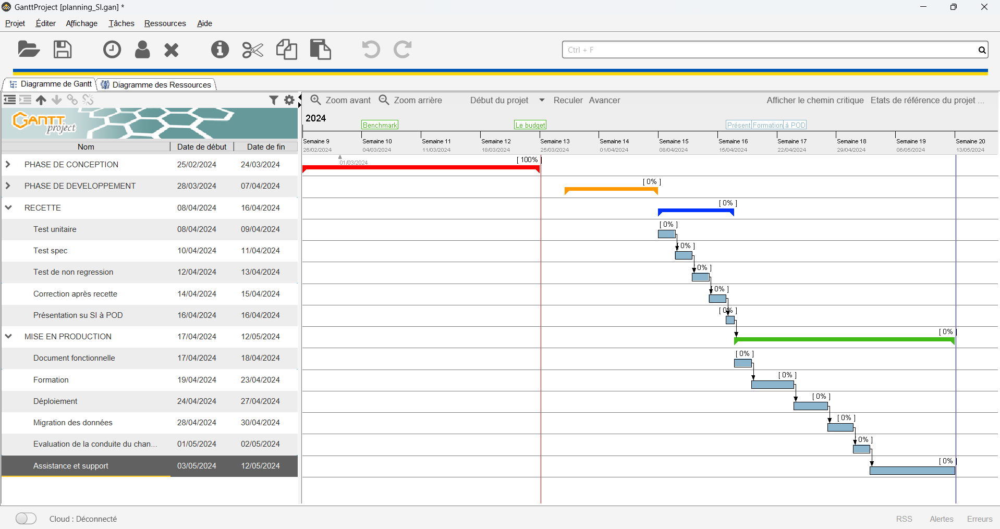 GanttProject [planning_SI.gan] *
Projet Éditer Affichage Tâches Ressources Aide
Ctrl + F
Diagramme de Gantt Diagramme des Ressources
Zoom avant Zoom arrière Début du projet Reculer Avancer Afficher le chemin critique Etats de référence du projet ...
GANTT project
2024
Benchmark Le budget Présent Formation à POD
Nom Date de début Date de fin
Semaine 9 Semaine 10 Semaine 11 Semaine 12 Semaine 13 Semaine 14 Semaine 15 Semaine 16 Semaine 17 Semaine 18 Semaine 19 Semaine 20
26/02/2024 04/03/2024 11/03/2024 18/03/2024 25/03/2024 01/04/2024 08/04/2024 15/04/2024 22/04/2024 29/04/2024 06/05/2024 13/05/2024
01/03/2024
PHASE DE CONCEPTION 25/02/2024 24/03/2024 [ 100% ]
PHASE DE DEVELOPPEMENT 28/03/2024 07/04/2024 [ 0% ]
RECETTE 08/04/2024 16/04/2024 [ 0% ]
Test unitaire 08/04/2024 09/04/2024 [ 0% ]
Test spec 10/04/2024 11/04/2024 [ 0% ]
Test de non regression 12/04/2024 13/04/2024 [ 0% ]
Correction après recette 14/04/2024 15/04/2024 [ 0% ]
Présentation su SI à POD 16/04/2024 16/04/2024 [ 0% ]
MISE EN PRODUCTION 17/04/2024 12/05/2024 [ 0% ]
Document fonctionnelle 17/04/2024 18/04/2024 [ 0% ]
Formation 19/04/2024 23/04/2024 [ 0% ]
Déploiement 24/04/2024 27/04/2024 [ 0% ]
Migration des données 28/04/2024 30/04/2024 [ 0% ]
Evaluation de la conduite du chan... 01/05/2024 02/05/2024 [ 0% ]
Assistance et support 03/05/2024 12/05/2024 [ 0% ]
Cloud : Déconnecté RSS Alertes Erreurs